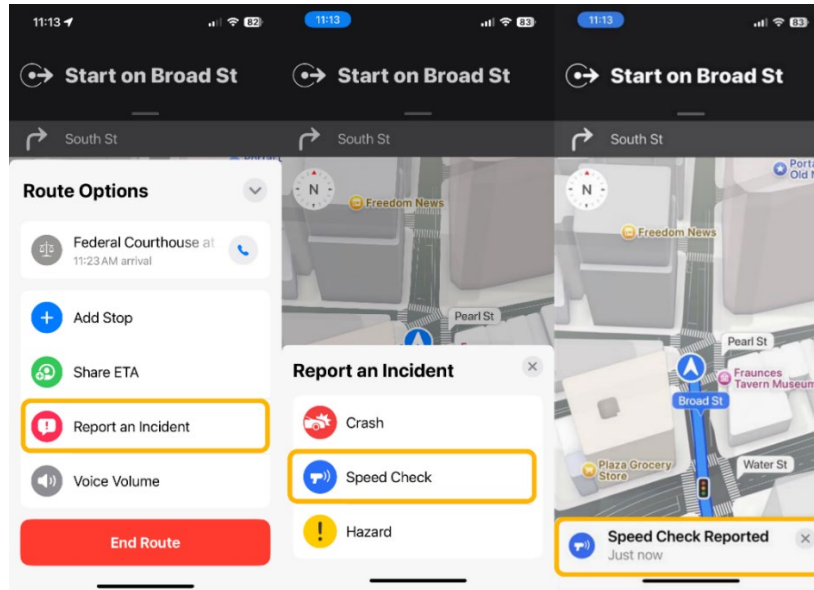 11:13
82
Start on Broad St
South St
Route Options
Federal Courthouse at
11:23 AM arrival
Add Stop
Share ETA
Report an Incident
Voice Volume
End Route
11:13
83
Start on Broad St
South St
N
Freedom News
Pearl St
Report an Incident
Crash
Speed Check
Hazard
11:13
83
Start on Broad St
South St
N
Porta
Old N
Freedom News
Pearl St
Fraunces
Tavern Museum
Broad St
Plaza Grocery
Store
Water St
Speed Check Reported
Just now